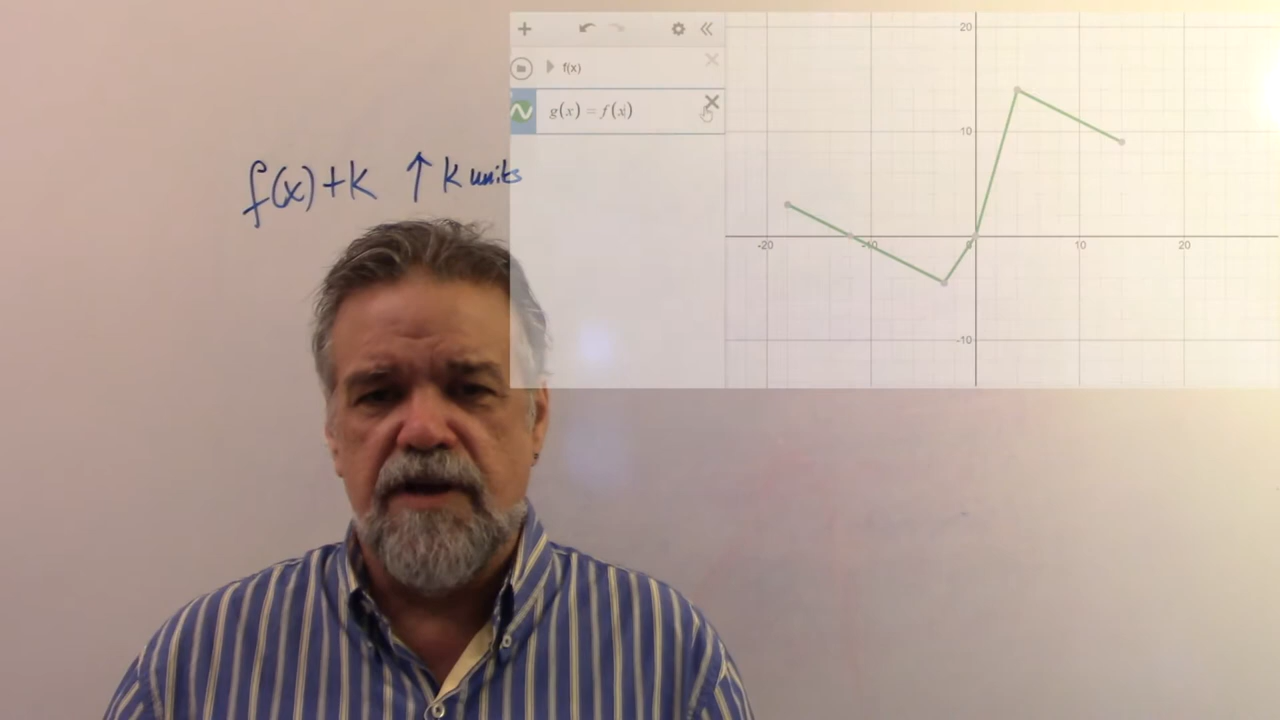 f(x)+k ↑ k units
f(x)
g(x) = f(x)
20
10
-20 -10 0 10 20
-10